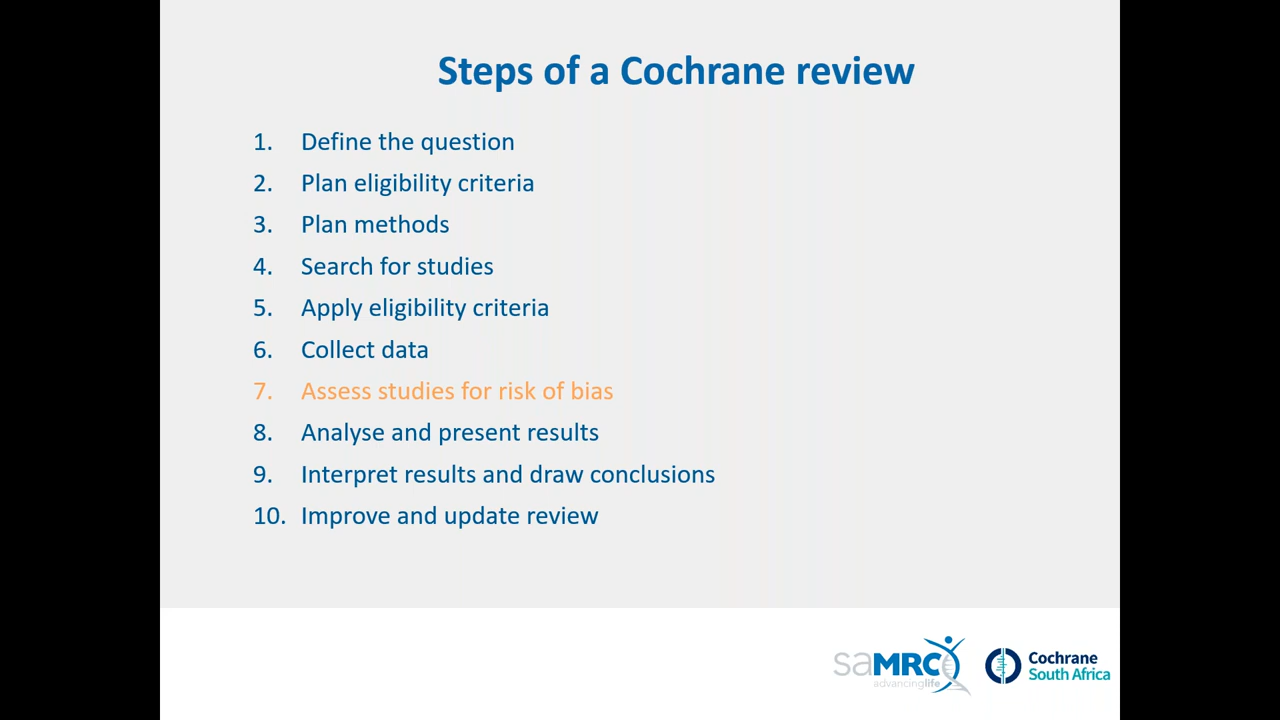 Steps of a Cochrane review
1. Define the question
2. Plan eligibility criteria
3. Plan methods
4. Search for studies
5. Apply eligibility criteria
6. Collect data
7. Assess studies for risk of bias
8. Analyse and present results
9. Interpret results and draw conclusions
10. Improve and update review
saMRC
advancinglife
Cochrane
South Africa